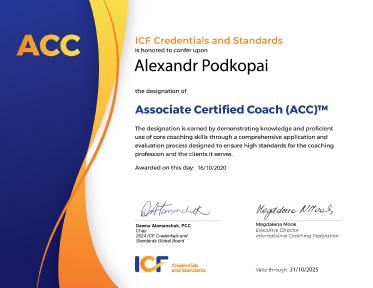 ACC
ICF Credentials and Standards
is honored to confer upon
Alexandr Podkopai
the designation of
Associate Certified Coach (ACC)™
The designation is earned by demonstrating knowledge and proficient
use of core coaching skills through a comprehensive application and
evaluation process designed to ensure high standards for the coaching
profession and the clients it serves.
Awarded on this day: 16/10/2020
Dawna Atamanchuk, PCC
Chair
2024 ICF Credentials and
Standards Global Board
Magdalena Mook
Executive Director
International Coaching Federation
ICF Credentials
and Standards
Valid through 31/10/2025